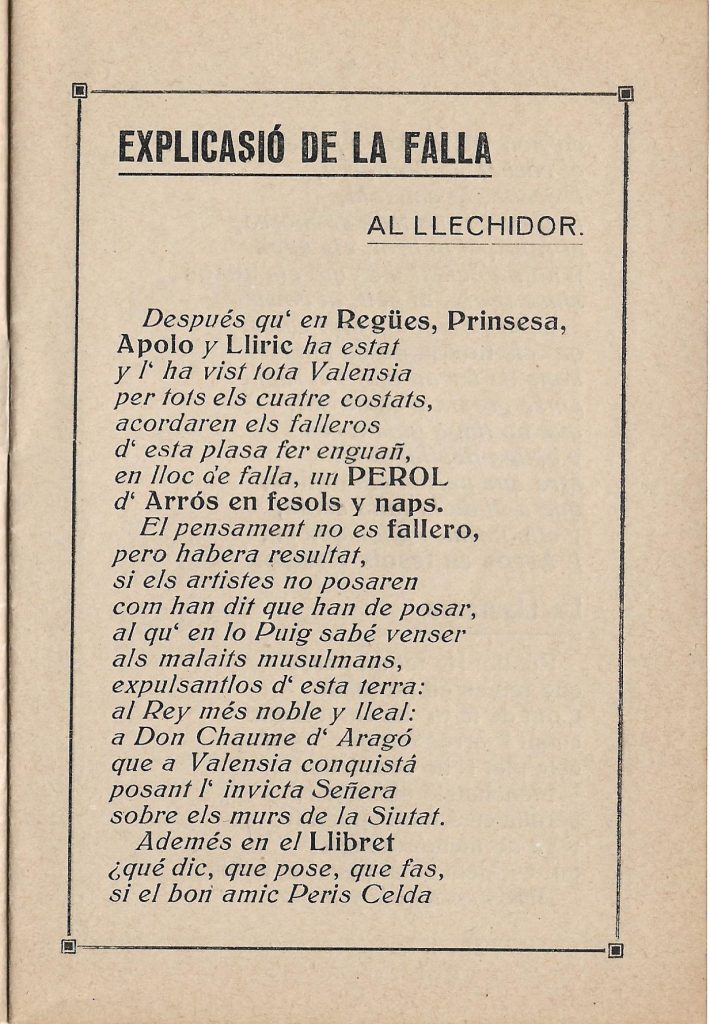 EXPLICASIÓ DE LA FALLA
AL LLECHIDOR.
Después qu' en Regües, Prinsesa,
Apolo y Lliric ha estat
y l' ha vist tota Valensia
per tots els cuatre costats,
acordaren els falleros
d' esta plasa fer enguañ,
en lloc de falla, un PEROL
d' Arrós en fesols y naps.
El pensament no es fallero,
pero habera resultat,
si els artistes no posaren
com han dit que han de posar,
al qu' en lo Puig sabé venser
als malaits musulmans,
expulsantlos d' esta terra:
al Rey més noble y lleal:
a Don Chaume d' Aragó
que a Valensia conquistá
posant l' invicta Señera
sobre els murs de la Siutat.
Además en el Llibret
¿qué dic, que pose, que fas,
si el bon amic Peris Celda